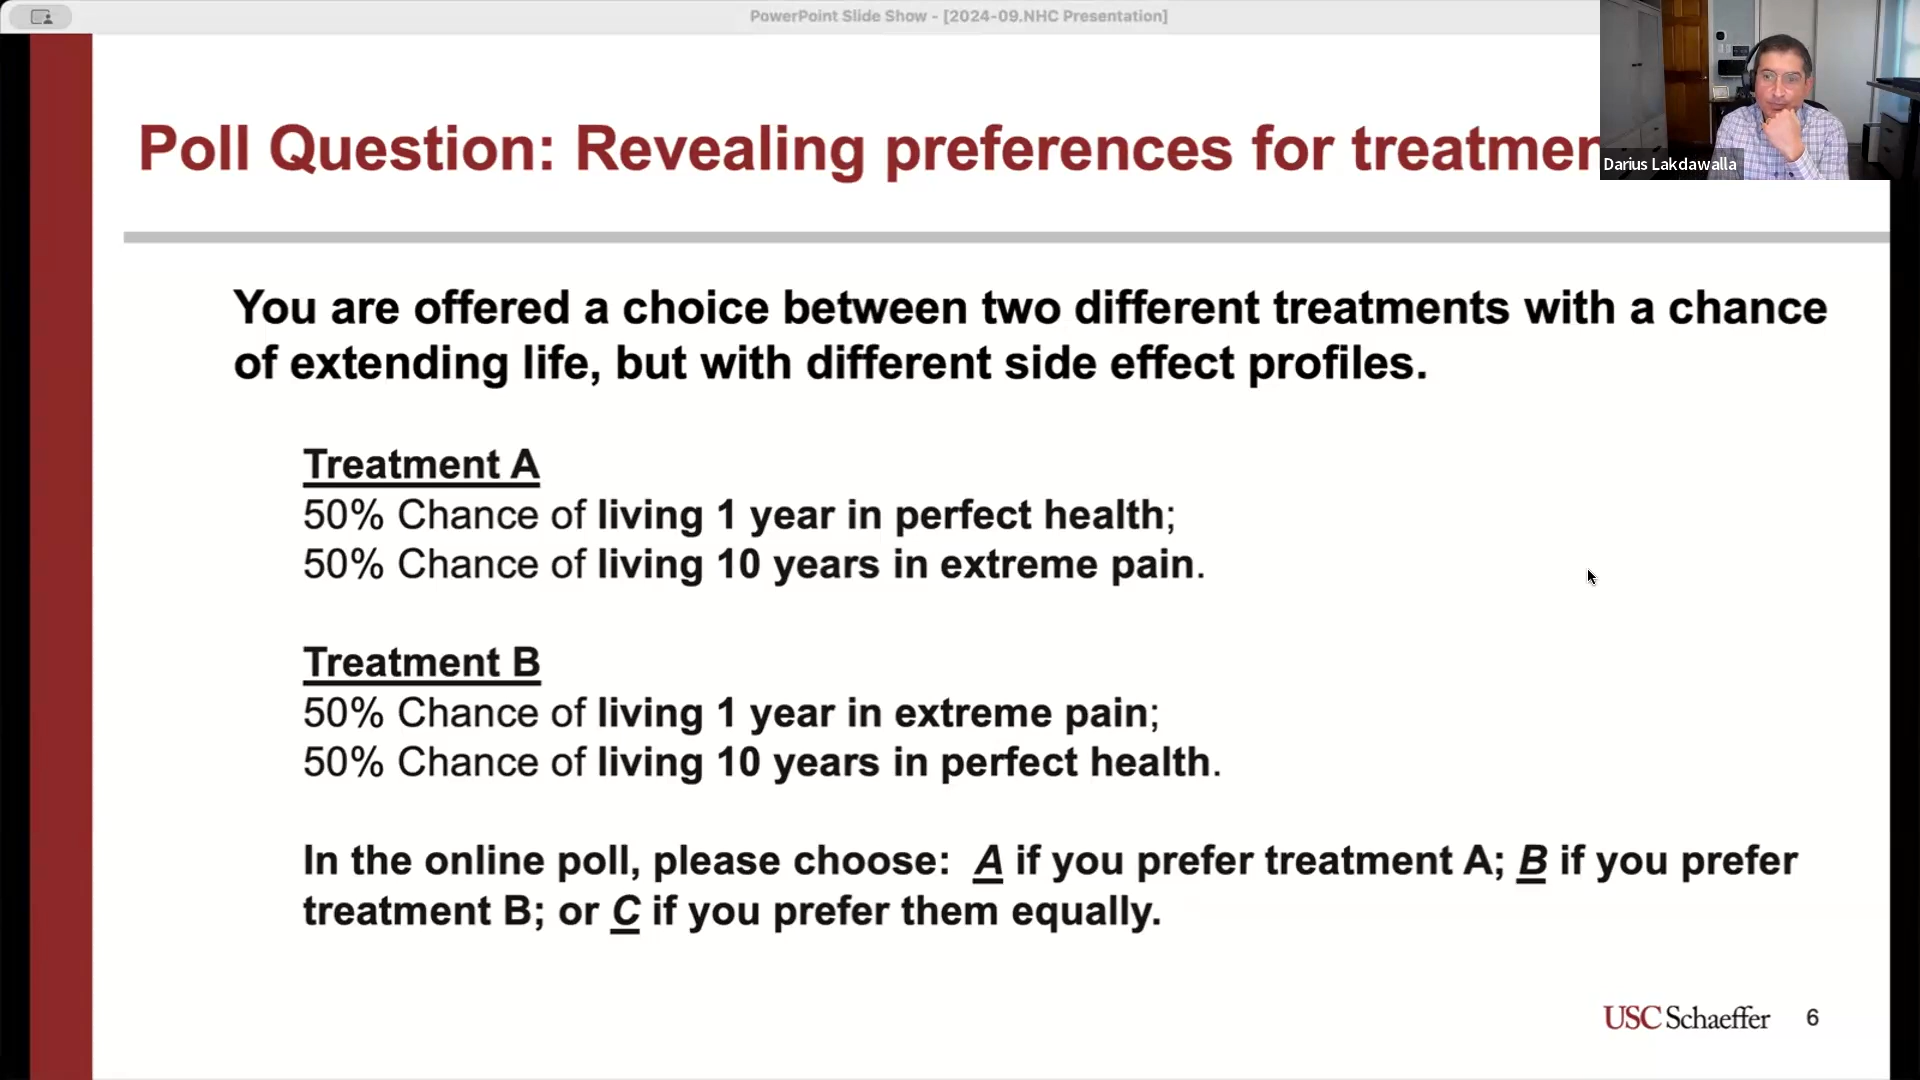 PowerPoint Slide Show - [2024-09.NHC Presentation]
Poll Question: Revealing preferences for treatmen
Darius Lakdawalla
You are offered a choice between two different treatments with a chance
of extending life, but with different side effect profiles.
Treatment A
50% Chance of living 1 year in perfect health;
50% Chance of living 10 years in extreme pain.
Treatment B
50% Chance of living 1 year in extreme pain;
50% Chance of living 10 years in perfect health.
In the online poll, please choose: A if you prefer treatment A; B if you prefer
treatment B; or C if you prefer them equally.
USC Schaeffer 6